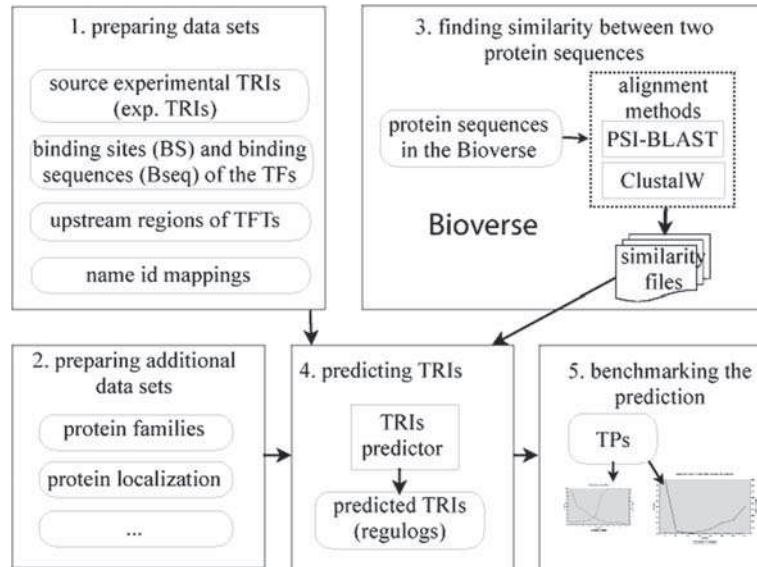 1. preparing data sets
source experimental TRIs
(exp. TRIs)
binding sites (BS) and binding
sequences (Bseq) of the TFs
upstream regions of TFTs
name id mappings
3. finding similarity between two
protein sequences
protein sequences
in the Bioverse
alignment
methods
PSI-BLAST
ClustalW
Bioverse
similarity
files
2. preparing additional
data sets
protein families
protein localization
...
4. predicting TRIs
TRIs
predictor
predicted TRIs
(regulogs)
5. benchmarking the
prediction
TPs